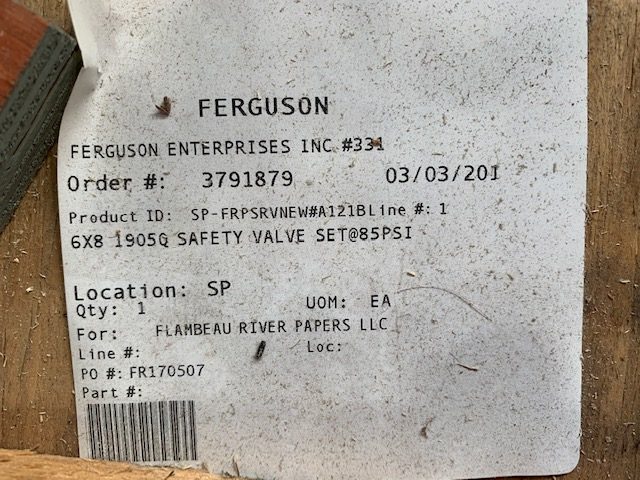 FERGUSON
FERGUSON ENTERPRISES INC #331
Order #: 3791879 03/03/201
Product ID: SP-FRPSRVNEW#A121BLine #: 1
6X8 1905Q SAFETY VALVE SET@85PSI
Location: SP
Qty: 1 UOM: EA
For: FLAMBEAU RIVER PAPERS LLC
Line #: Loc:
PO #: FR170507
Part #: